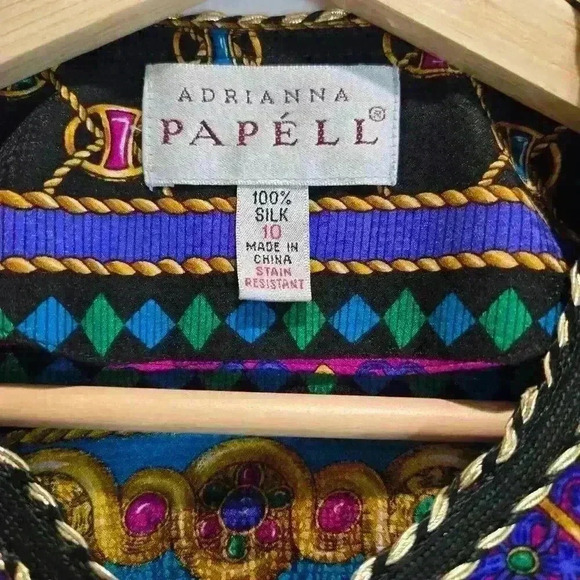 ADRIANNA
PAPÉLL®
100%
SILK
10
MADE IN
CHINA
STAIN
RESISTANT